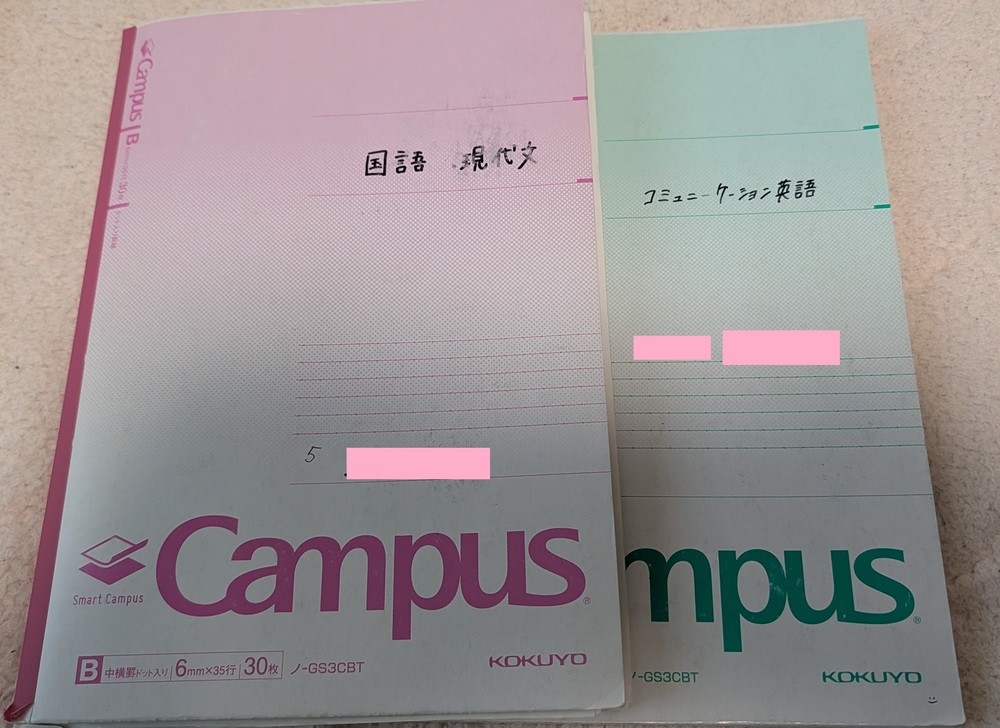 Campus B
国語 現代文
5
Campus®
Smart Campus
B 中横罫 ドット入り 6mm×35行 30枚 ノ-GS3CBT
KOKUYO
コミュニーケーション英語
mpus®
ノ-GS3CBT
KOKUYO